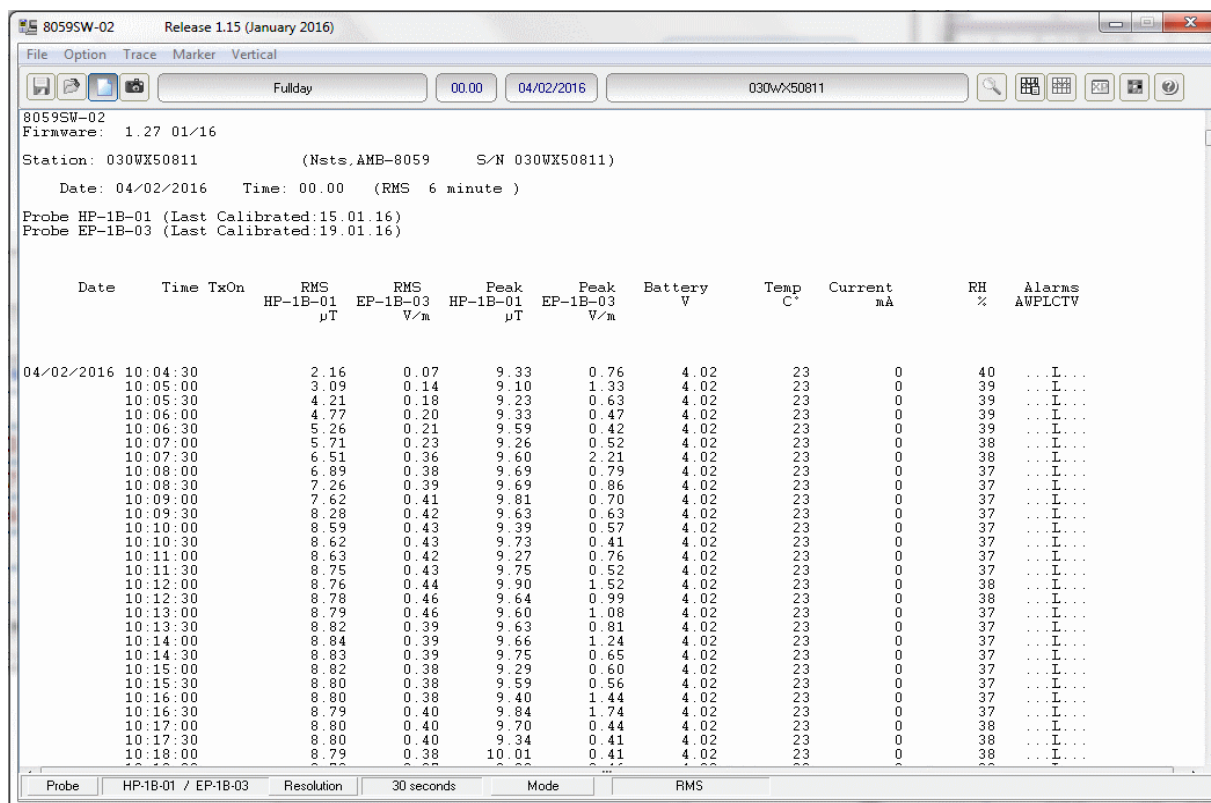 8059SW-02 Release 1.15 (January 2016)
File Option Trace Marker Vertical
Fullday 00.00 04/02/2016 030WX50811
8059SW-02
Firmware: 1.27 01/16
Station: 030WX50811 (Nsts,AMB-8059 S/N 030WX50811)
Date: 04/02/2016 Time: 00.00 (RMS 6 minute )
Probe HP-1B-01 (Last Calibrated:15.01.16)
Probe EP-1B-03 (Last Calibrated:19.01.16)
Date Time TxOn RMS RMS Peak Peak Battery Temp Current RH Alarms
HP-1B-01 EP-1B-03 HP-1B-01 EP-1B-03 V C° mA % AWPLCTV
µT V/m µT V/m
04/02/2016 10:04:30 2.16 0.07 9.33 0.76 4.02 23 0 40 ...L...
10:05:00 3.09 0.14 9.10 1.33 4.02 23 0 39 ...L...
10:05:30 4.21 0.18 9.23 0.63 4.02 23 0 39 ...L...
10:06:00 4.77 0.20 9.33 0.47 4.02 23 0 39 ...L...
10:06:30 5.26 0.21 9.59 0.42 4.02 23 0 39 ...L...
10:07:00 5.71 0.23 9.26 0.52 4.02 23 0 38 ...L...
10:07:30 6.51 0.36 9.60 2.21 4.02 23 0 38 ...L...
10:08:00 6.89 0.38 9.69 0.79 4.02 23 0 37 ...L...
10:08:30 7.26 0.39 9.69 0.86 4.02 23 0 37 ...L...
10:09:00 7.62 0.41 9.81 0.70 4.02 23 0 37 ...L...
10:09:30 8.28 0.42 9.63 0.63 4.02 23 0 37 ...L...
10:10:00 8.59 0.43 9.39 0.57 4.02 23 0 37 ...L...
10:10:30 8.62 0.43 9.73 0.41 4.02 23 0 37 ...L...
10:11:00 8.63 0.42 9.27 0.76 4.02 23 0 37 ...L...
10:11:30 8.75 0.43 9.75 0.52 4.02 23 0 37 ...L...
10:12:00 8.76 0.44 9.90 1.52 4.02 23 0 38 ...L...
10:12:30 8.78 0.46 9.64 0.99 4.02 23 0 38 ...L...
10:13:00 8.79 0.46 9.60 1.08 4.02 23 0 37 ...L...
10:13:30 8.82 0.39 9.63 0.81 4.02 23 0 37 ...L...
10:14:00 8.84 0.39 9.66 1.24 4.02 23 0 37 ...L...
10:14:30 8.83 0.39 9.75 0.65 4.02 23 0 37 ...L...
10:15:00 8.82 0.38 9.29 0.60 4.02 23 0 37 ...L...
10:15:30 8.80 0.38 9.59 0.56 4.02 23 0 37 ...L...
10:16:00 8.80 0.38 9.40 1.44 4.02 23 0 37 ...L...
10:16:30 8.79 0.40 9.84 1.74 4.02 23 0 37 ...L...
10:17:00 8.80 0.40 9.70 0.44 4.02 23 0 38 ...L...
10:17:30 8.80 0.40 9.34 0.41 4.02 23 0 38 ...L...
10:18:00 8.79 0.38 10.01 0.41 4.02 23 0 38 ...L...
Probe HP-1B-01 / EP-1B-03 Resolution 30 seconds Mode RMS